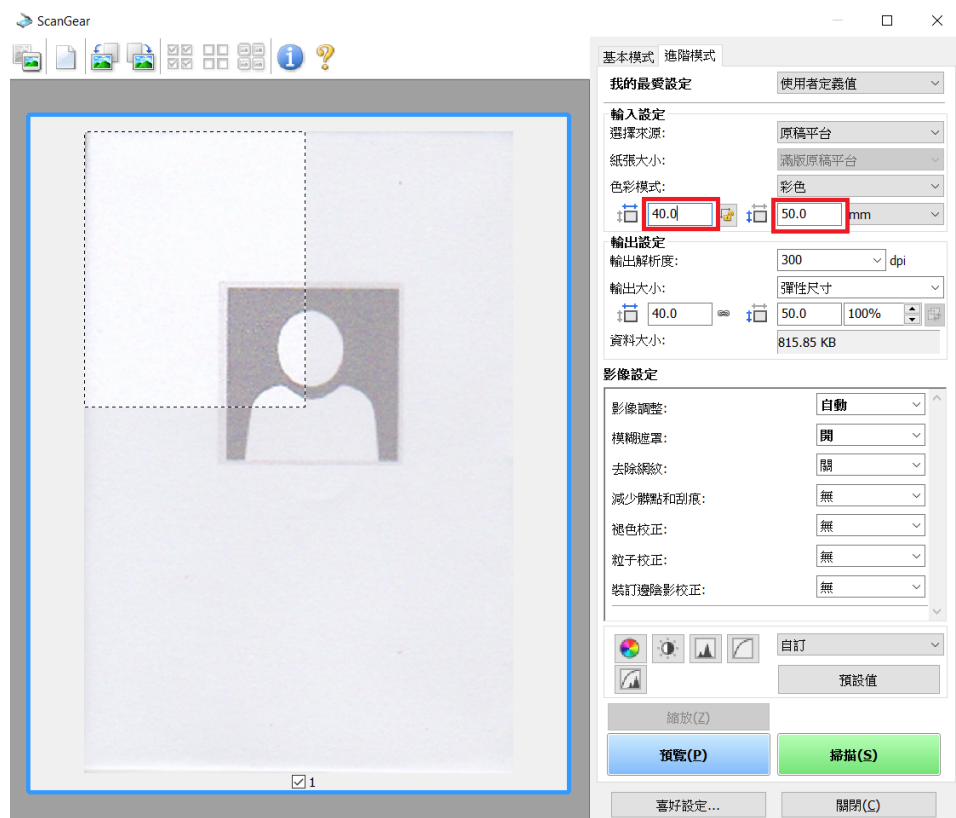 ScanGear
基本模式 進階模式
我的最愛設定 使用者定義值
輸入設定
選擇來源: 原稿平台
紙張大小: 滿版原稿平台
色彩模式: 彩色
40.0 50.0 mm
輸出設定
輸出解析度: 300 dpi
輸出大小: 彈性尺寸
40.0 50.0 100%
資料大小: 815.85 KB
影像設定
影像調整: 自動
模糊遮罩: 開
去除網紋: 關
減少髒點和刮痕: 無
褪色校正: 無
粒子校正: 無
裝訂邊陰影校正: 無
自訂
預設值
縮放(Z)
預覽(P) 掃描(S)
1
喜好設定... 關閉(C)